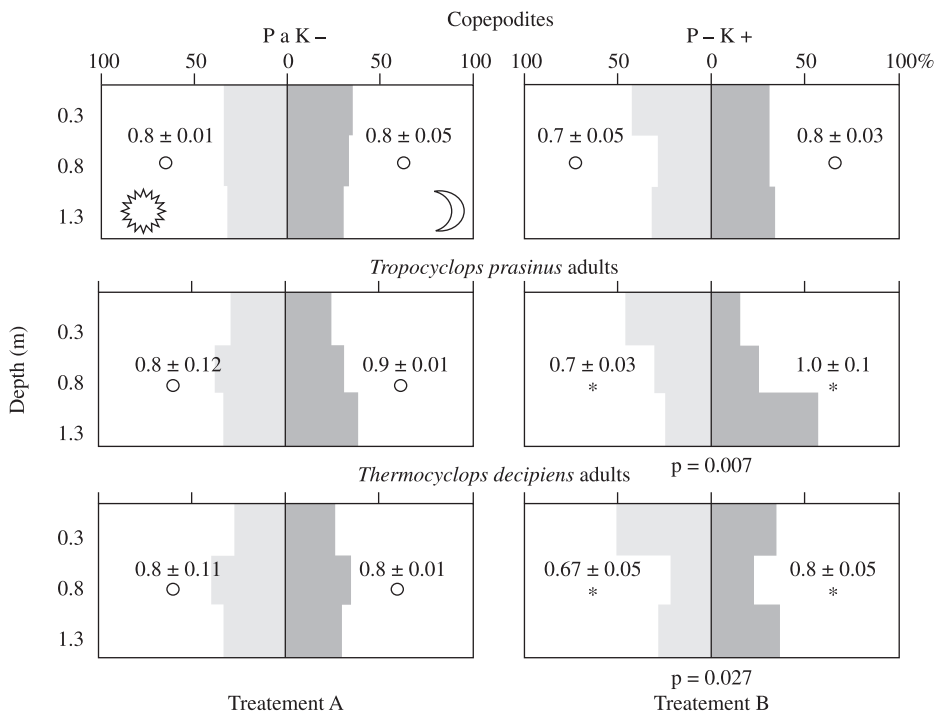 Copepodites
P a K –
P – K +
100 50 0 50 100
100 50 0 50 100%
0.3
0.8
1.3
0.8 ± 0.01
0.8 ± 0.05
0.7 ± 0.05
0.8 ± 0.03
Tropocyclops prasinus adults
Depth (m)
0.3
0.8
1.3
0.8 ± 0.12
0.9 ± 0.01
0.7 ± 0.03
1.0 ± 0.1
*
*
p = 0.007
Thermocyclops decipiens adults
0.3
0.8
1.3
0.8 ± 0.11
0.8 ± 0.01
0.67 ± 0.05
0.8 ± 0.05
*
*
p = 0.027
Treatement A
Treatement B